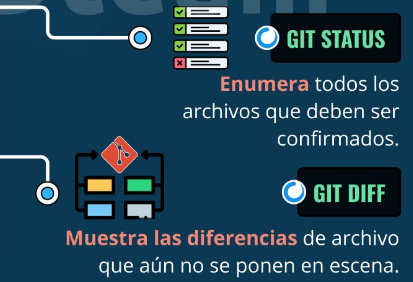 GIT STATUS
Enumera todos los
archivos que deben ser
confirmados.
GIT DIFF
Muestra las diferencias de archivo
que aún no se ponen en escena.